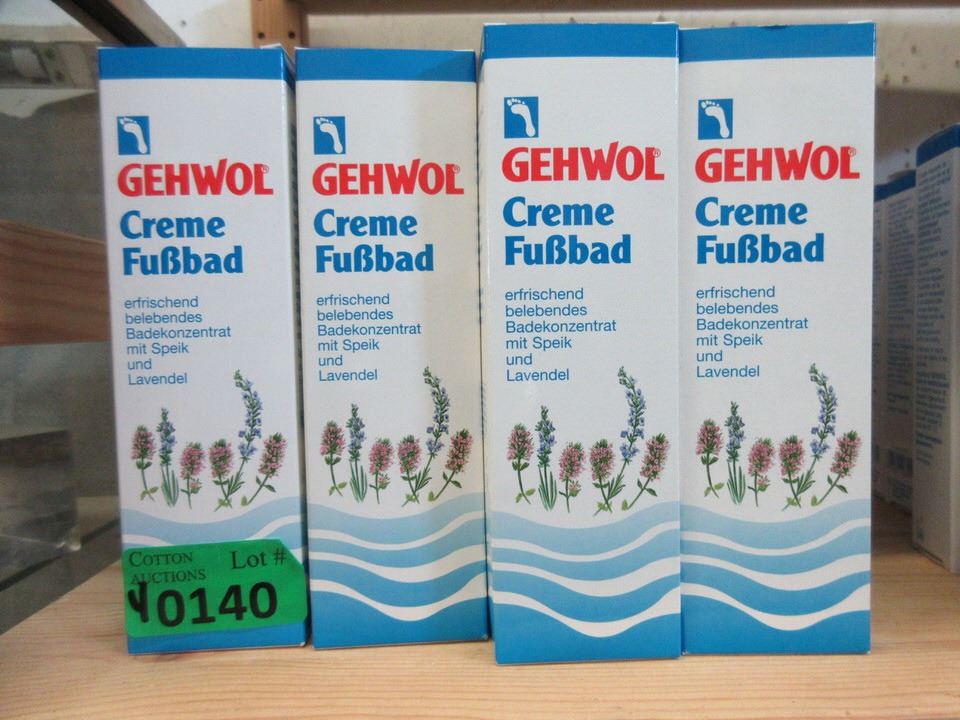 GEHWOL®
Creme
Fußbad
erfrischend
belebendes
Badekonzentrat
mit Speik
und
Lavendel
COTTON AUCTIONS Lot #
40140
GEHWOL®
Creme
Fußbad
erfrischend
belebendes
Badekonzentrat
mit Speik
und
Lavendel
GEHWOL®
Creme
Fußbad
erfrischend
belebendes
Badekonzentrat
mit Speik
und
Lavendel
GEHWOL®
Creme
Fußbad
erfrischend
belebendes
Badekonzentrat
mit Speik
und
Lavendel